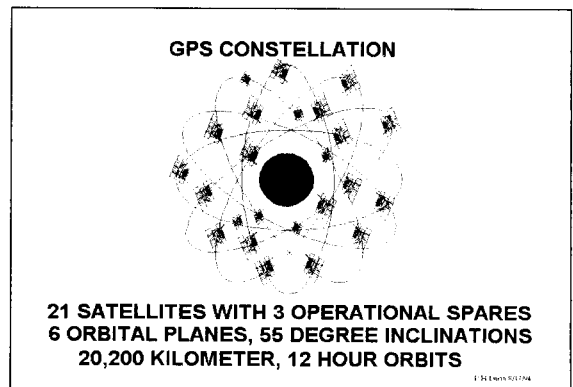 GPS CONSTELLATION
21 SATELLITES WITH 3 OPERATIONAL SPARES
6 ORBITAL PLANES, 55 DEGREE INCLINATIONS
20,200 KILOMETER, 12 HOUR ORBITS